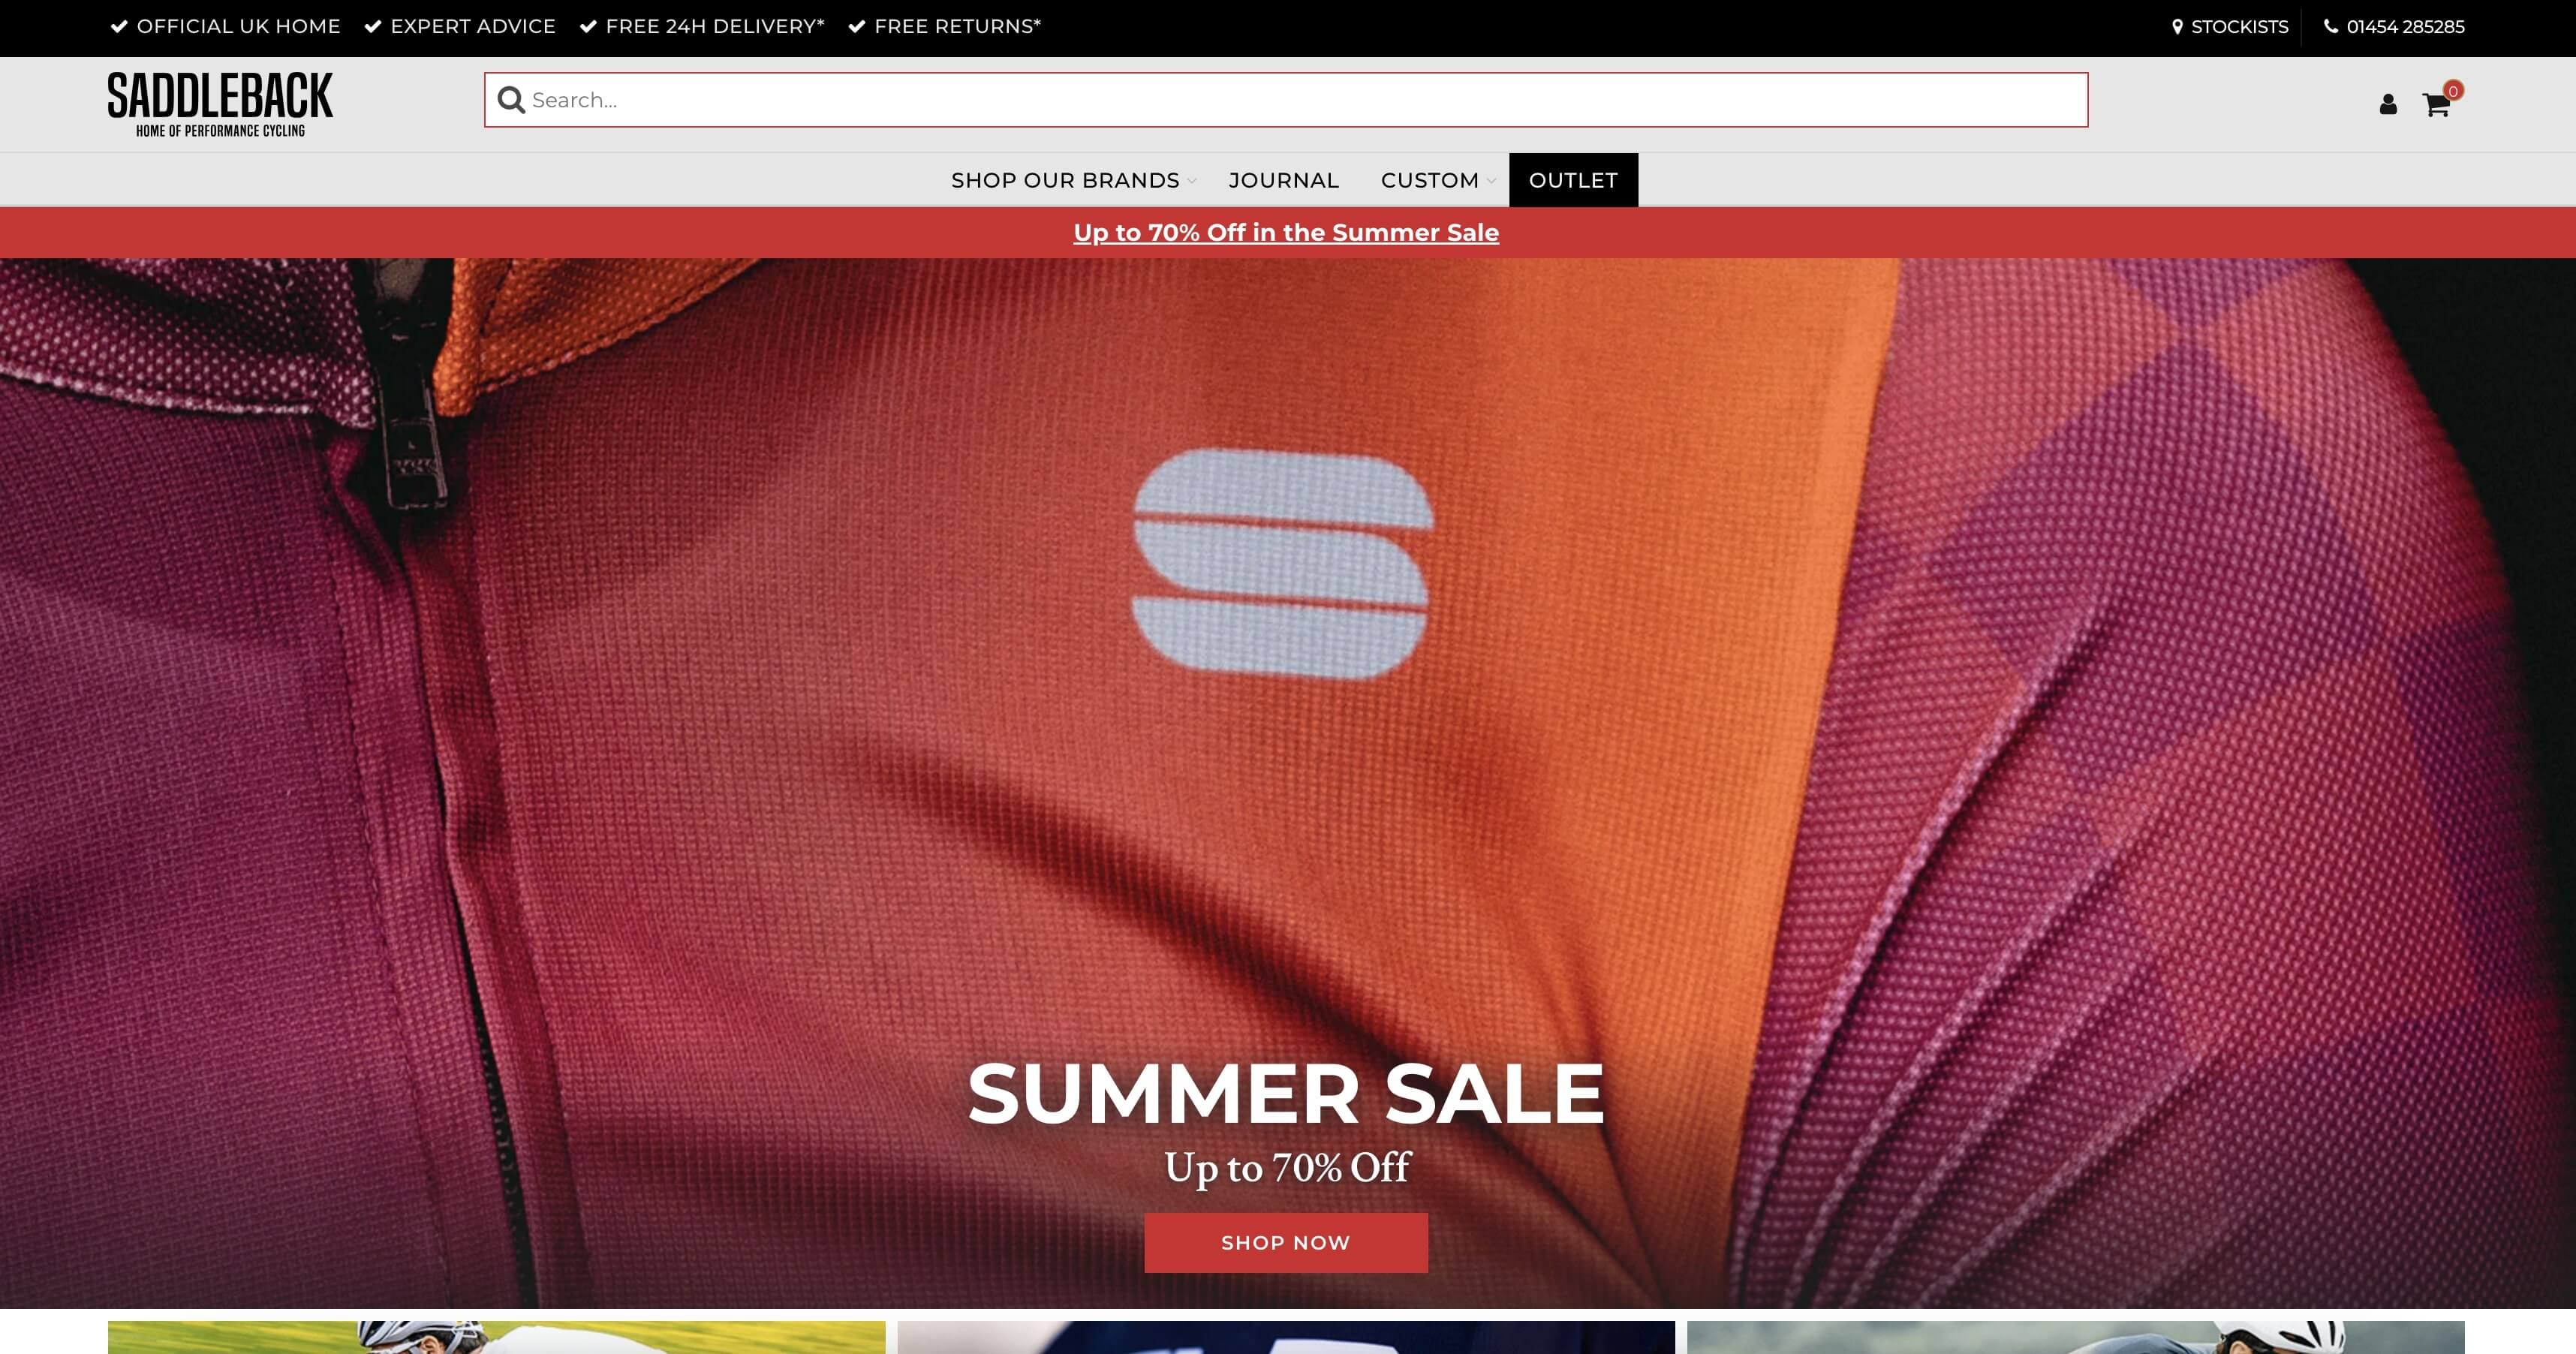 OFFICIAL UK HOME EXPERT ADVICE FREE 24H DELIVERY* FREE RETURNS* STOCKISTS 01454 285285
SADDLEBACK
HOME OF PERFORMANCE CYCLING
Search...
0
SHOP OUR BRANDS JOURNAL CUSTOM OUTLET
Up to 70% Off in the Summer Sale
SUMMER SALE
Up to 70% Off
SHOP NOW